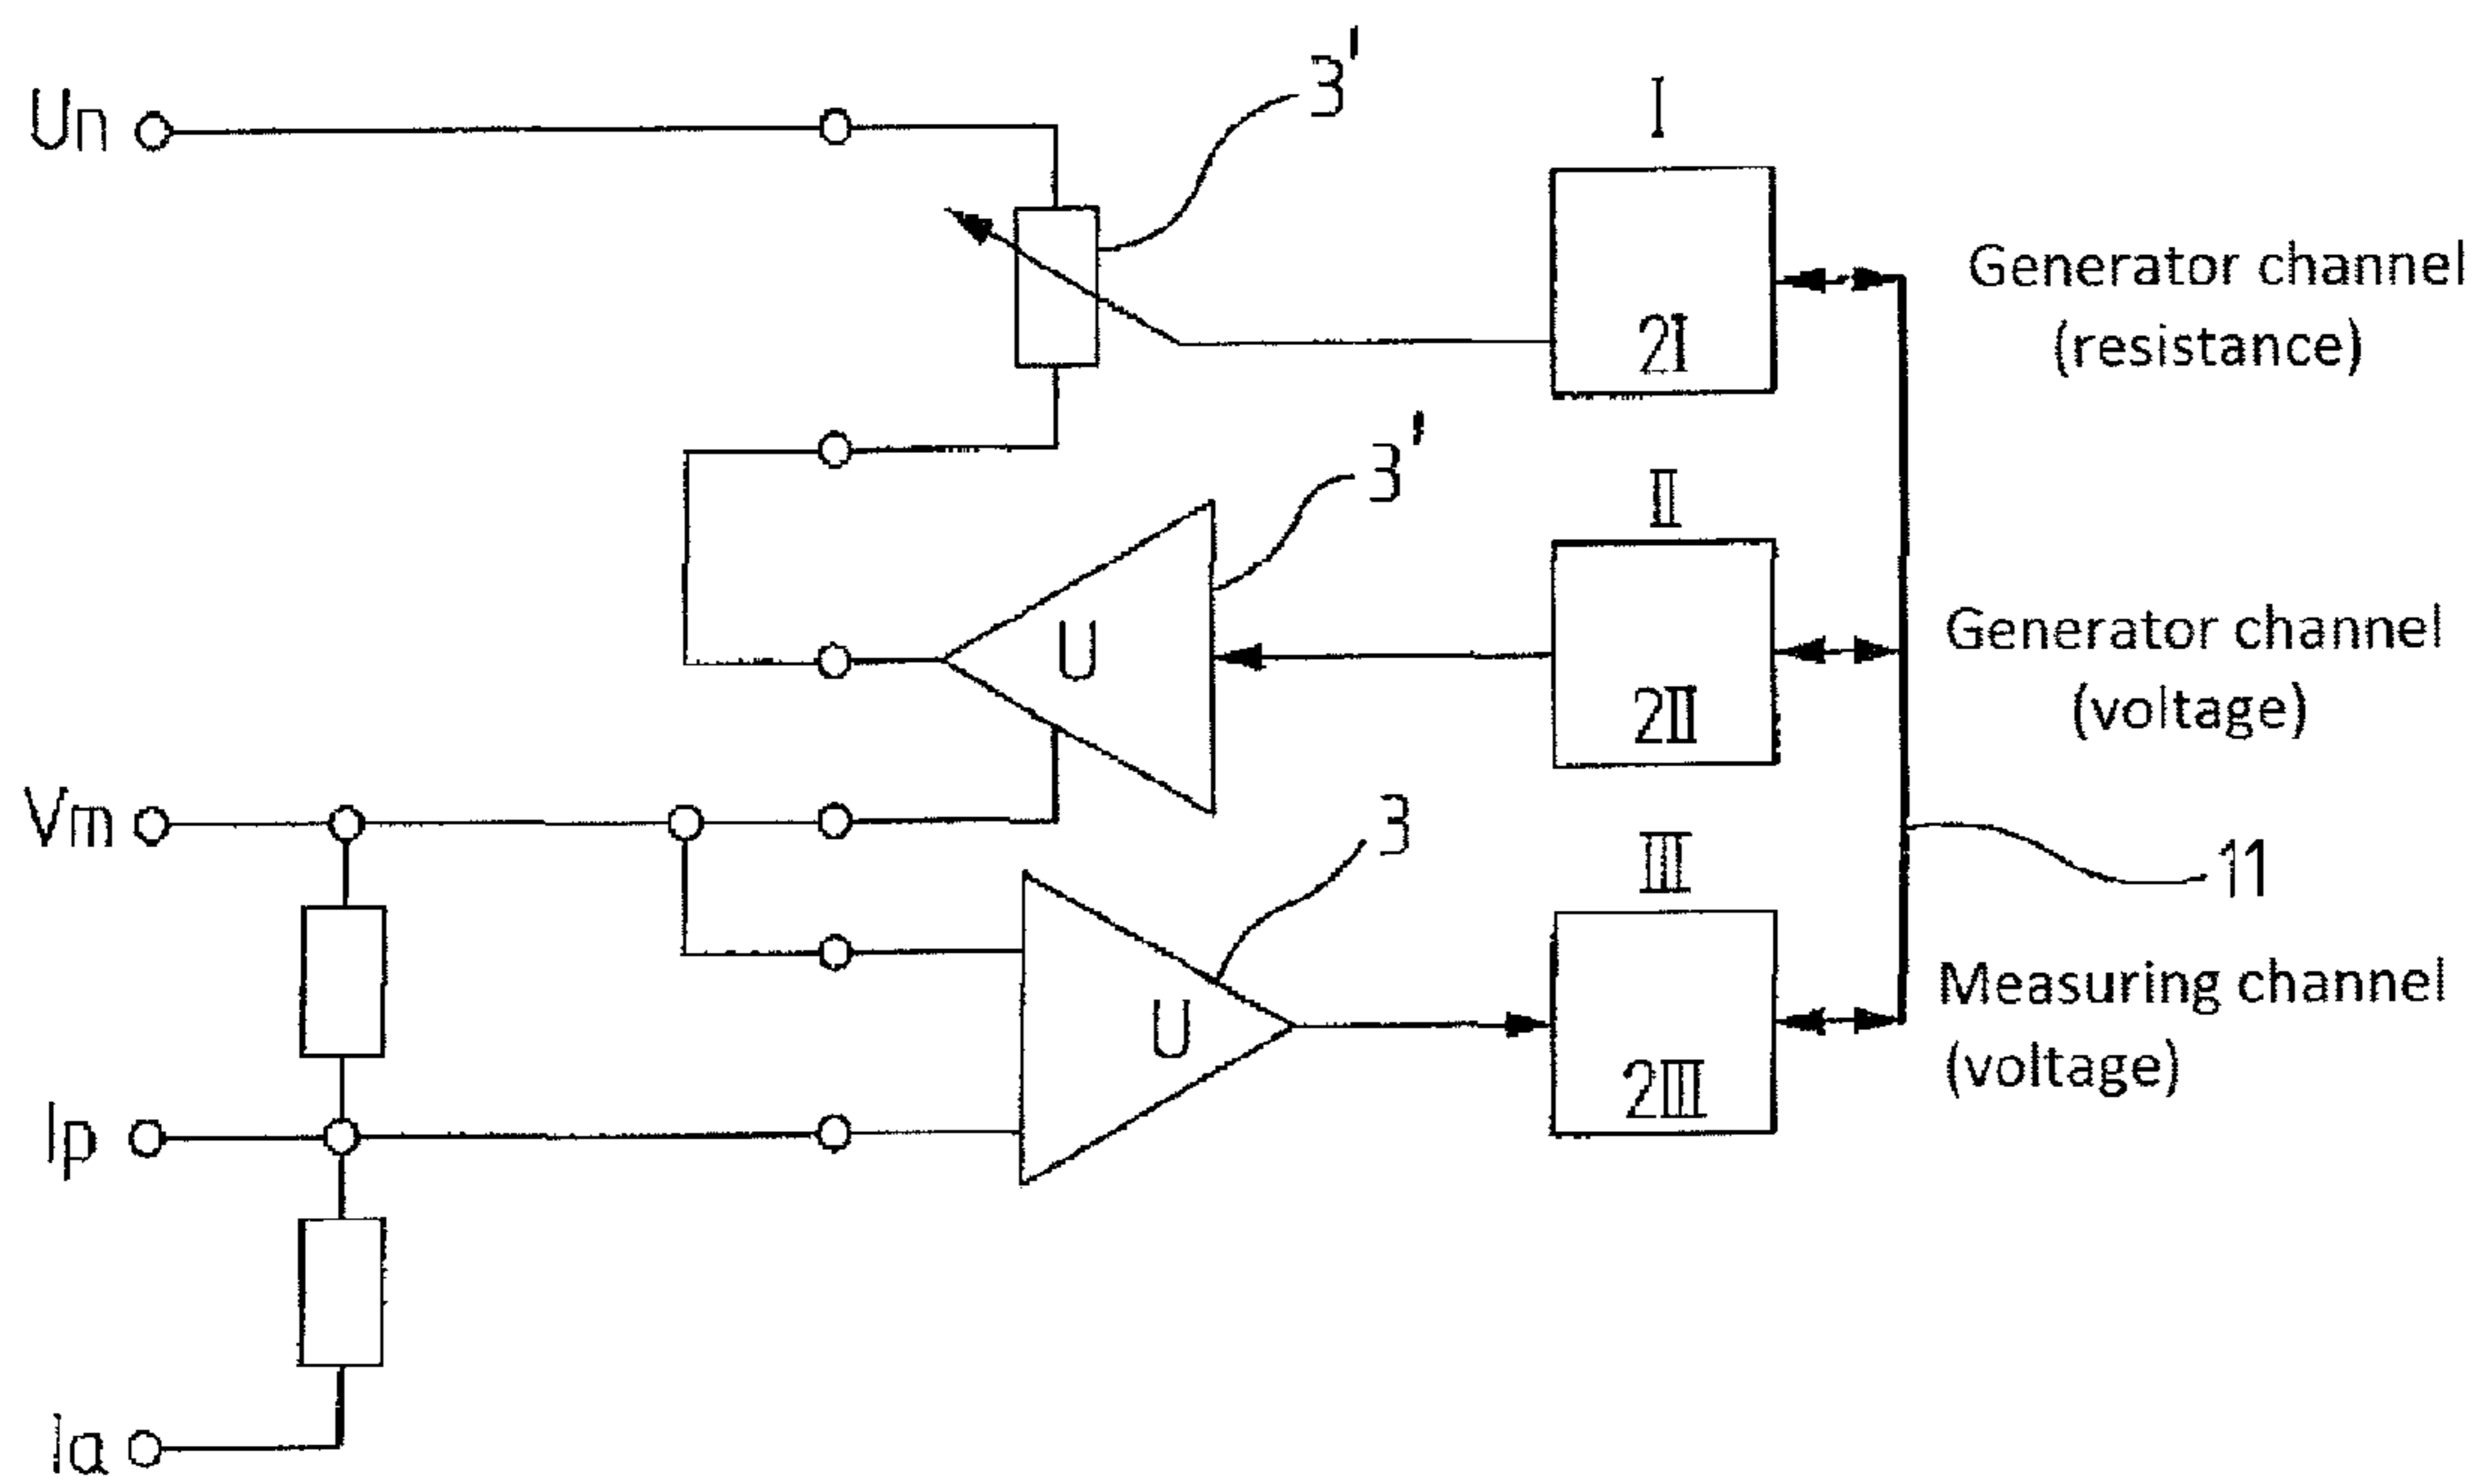 Un
3'
I
2I
Generator channel
(resistance)
3'
II
U
2II
Generator channel
(voltage)
Vm
3
III
11
U
2III
Measuring channel
(voltage)
Ip
Ia